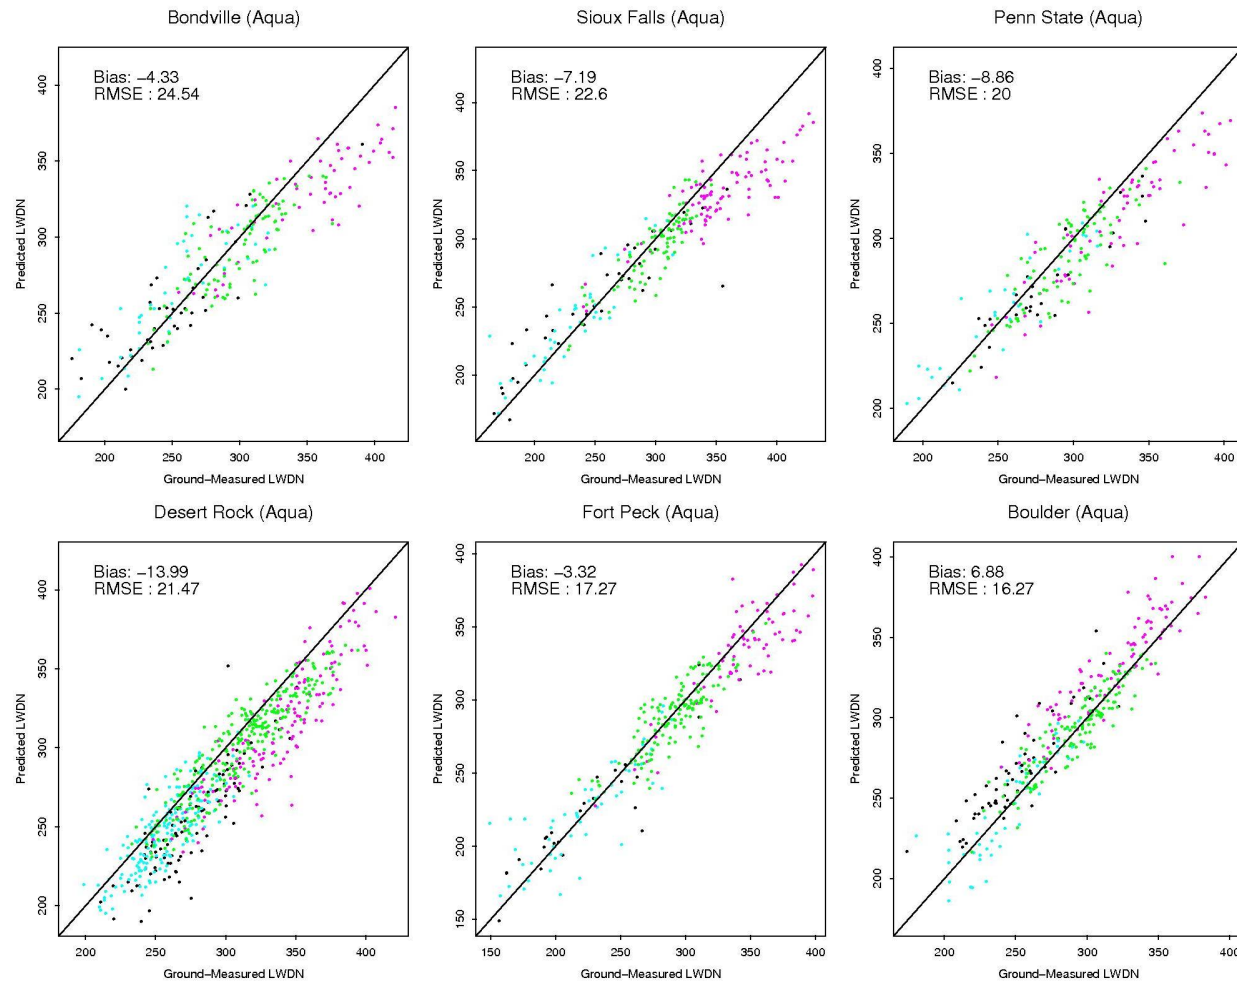 Bondville (Aqua)
Bias: −4.33
RMSE : 24.54
Predicted LWDN
400
350
300
250
200
200 250 300 350 400
Ground−Measured LWDN
Sioux Falls (Aqua)
Bias: −7.19
RMSE : 22.6
Predicted LWDN
400
350
300
250
200
200 250 300 350 400
Ground−Measured LWDN
Penn State (Aqua)
Bias: −8.86
RMSE : 20
Predicted LWDN
400
350
300
250
200
200 250 300 350 400
Ground−Measured LWDN
Desert Rock (Aqua)
Bias: −13.99
RMSE : 21.47
Predicted LWDN
400
350
300
250
200
200 250 300 350 400
Ground−Measured LWDN
Fort Peck (Aqua)
Bias: −3.32
RMSE : 17.27
Predicted LWDN
400
350
300
250
200
150
150 200 250 300 350 400
Ground−Measured LWDN
Boulder (Aqua)
Bias: 6.88
RMSE : 16.27
Predicted LWDN
400
350
300
250
200
200 250 300 350 400
Ground−Measured LWDN